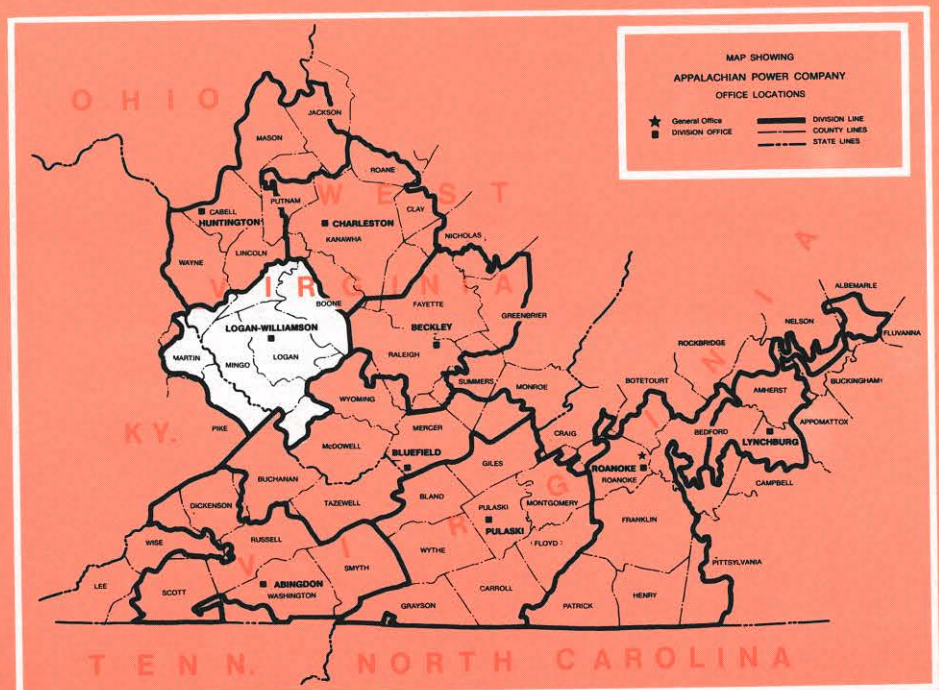 MAP SHOWING
APPALACHIAN POWER COMPANY
OFFICE LOCATIONS
★ General Office
■ DIVISION OFFICE
DIVISION LINE
COUNTY LINES
STATE LINES
OHIO
JACKSON
MASON
ROANE
WEST
PUTNAM
CABELL
HUNTINGTON
CLAY
CHARLESTON
KANAWHA
NICHOLAS
LINCOLN
WAYNE
VIRGINIA
BOONE
FAYETTE
GREENBRIER
ALBEMARLE
NELSON
FLUVANNA
LOGAN-WILLIAMSON
BECKLEY
ROCKBRIDGE
MARTIN
MINGO
LOGAN
RALEIGH
SUMMERS
MONROE
BOTETOURT
AMHERST
BUCKINGHAM
WYOMING
APPOMATTOX
KY.
PIKE
MERCER
CRAIG
BEDFORD
LYNCHBURG
McDOWELL
BLUEFIELD
GILES
ROANOKE
ROANOKE
CAMPBELL
BUCHANAN
DICKENSON
TAZEWELL
BLAND
PULASKI
MONTGOMERY
FRANKLIN
PULASKI
WISE
RUSSELL
WYTHE
FLOYD
PITTSYLVANIA
VIRGINIA
SMYTH
LEE
SCOTT
ABINGDON
WASHINGTON
CARROLL
GRAYSON
PATRICK
HENRY
TENN.
NORTH CAROLINA